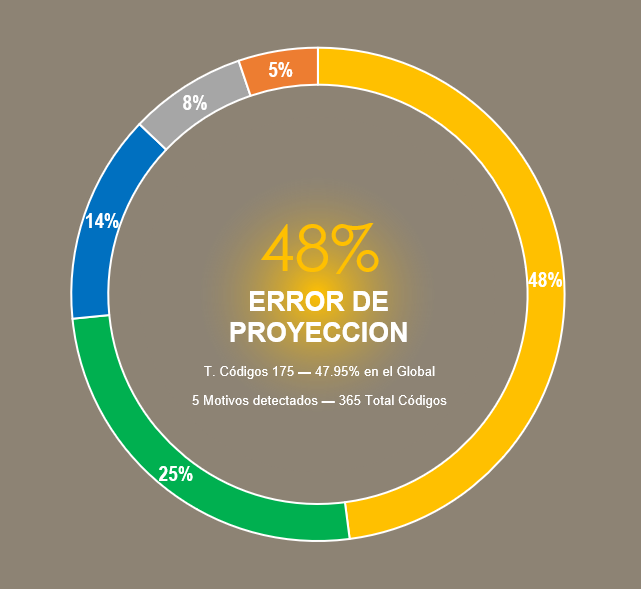 5%
8%
14%
48%
48%
ERROR DE
PROYECCION
T. Códigos 175 — 47.95% en el Global
5 Motivos detectados — 365 Total Códigos
25%